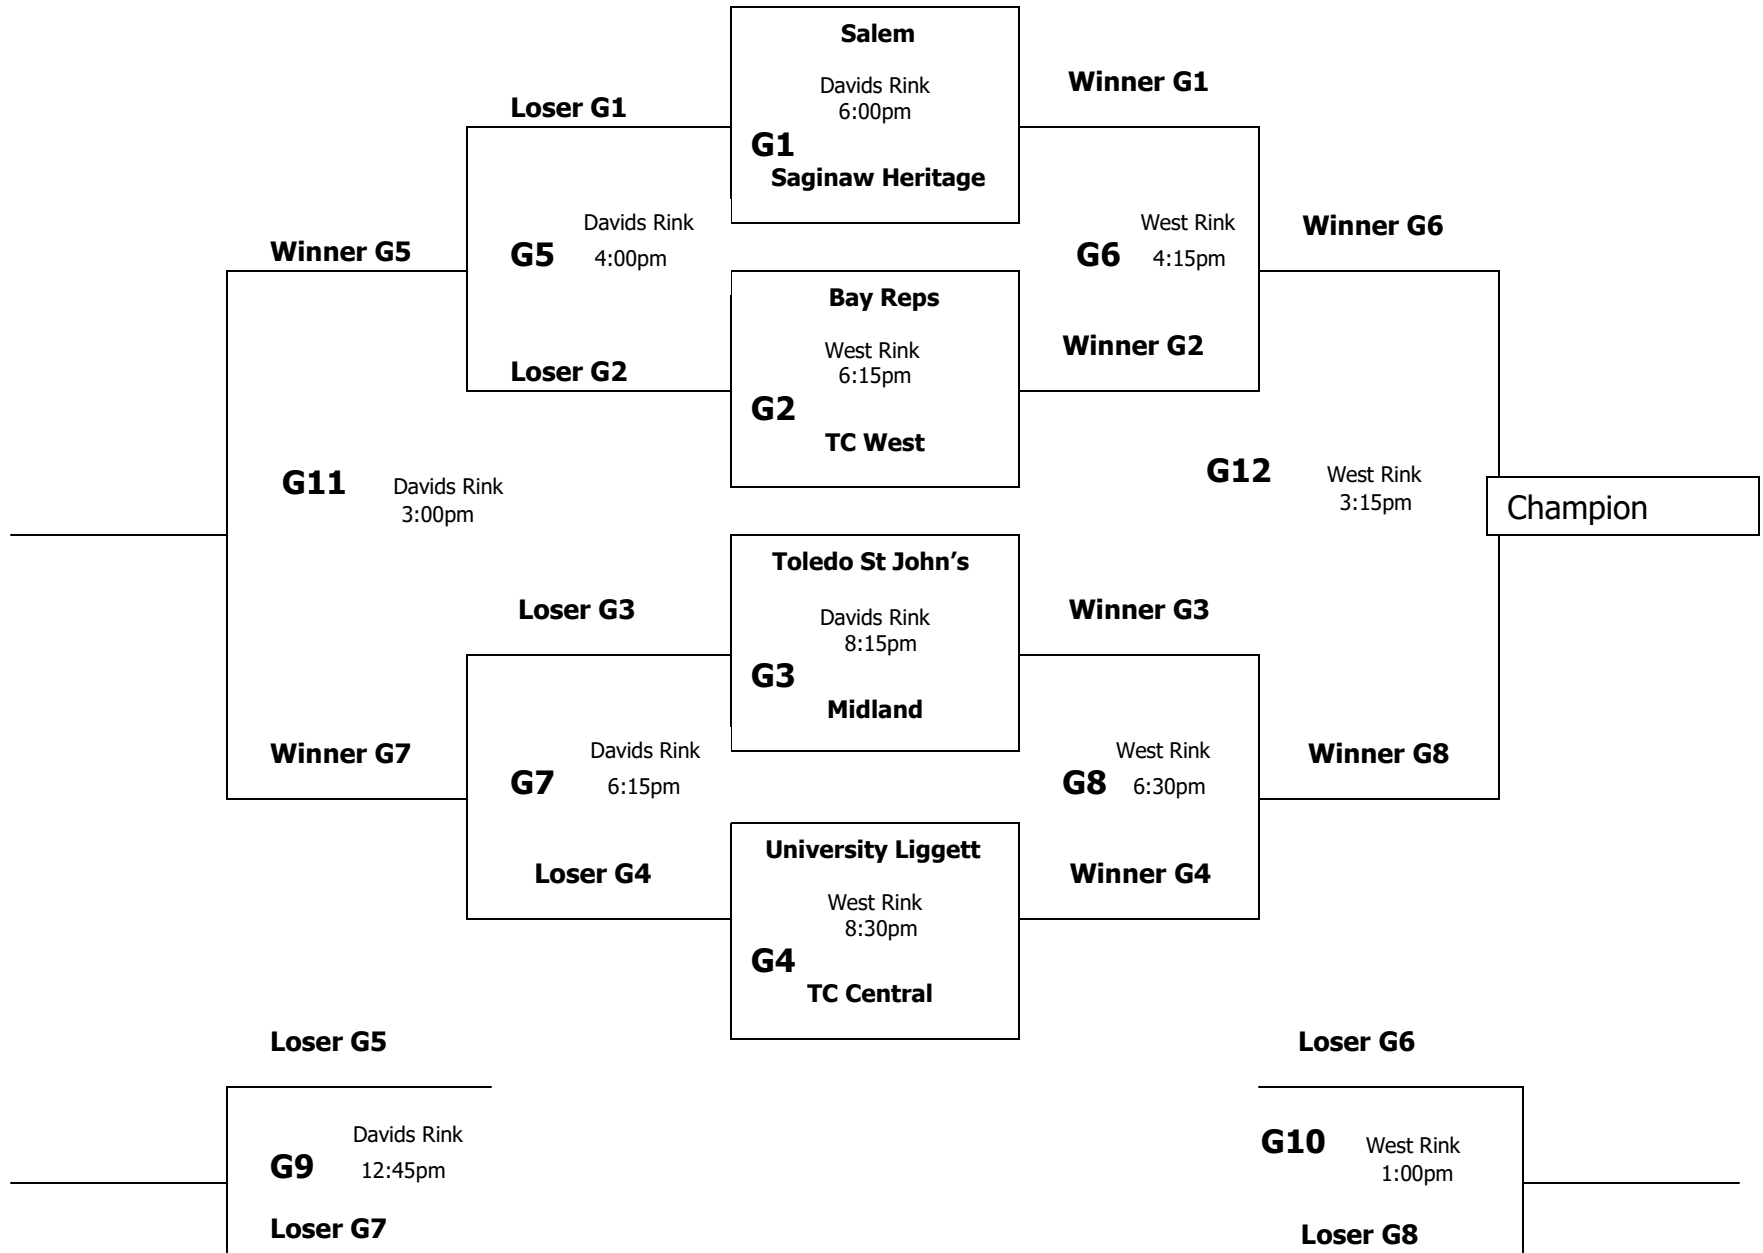 Salem
Davids Rink
6:00pm
G1
Saginaw Heritage
Winner G1
Loser G1
Davids Rink
G5 4:00pm
Winner G5
West Rink
G6 4:15pm
Winner G6
Bay Reps
West Rink
6:15pm
G2
TC West
Loser G2
Winner G2
G11 Davids Rink
3:00pm
G12 West Rink
3:15pm
Champion
Toledo St John’s
Davids Rink
8:15pm
G3
Midland
Loser G3
Winner G3
Winner G7
Davids Rink
G7 6:15pm
West Rink
G8 6:30pm
Winner G8
University Liggett
West Rink
8:30pm
G4
TC Central
Loser G4
Winner G4
Loser G5
Davids Rink
G9 12:45pm
Loser G7
Loser G6
G10 West Rink
1:00pm
Loser G8